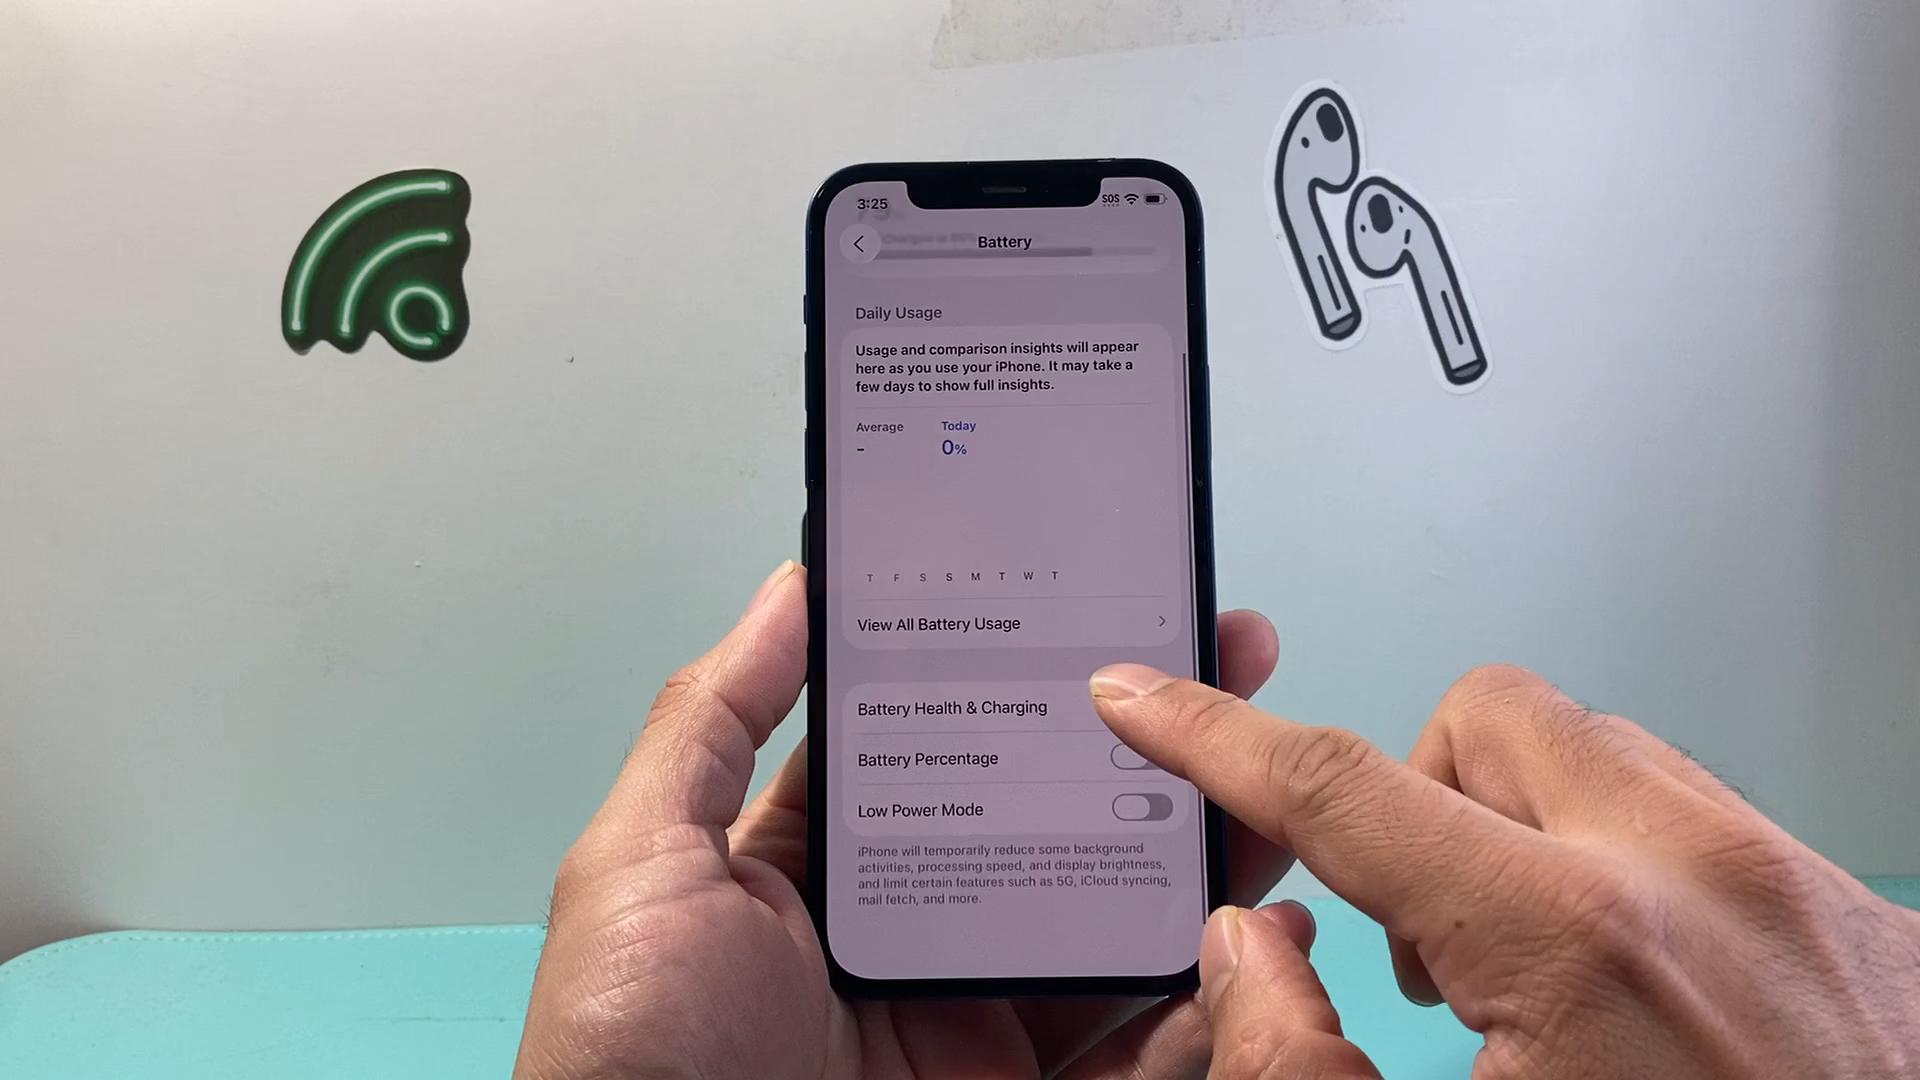 3:25
SOS
Battery
Daily Usage
Usage and comparison insights will appear
here as you use your iPhone. It may take a
few days to show full insights.
Average
Today
-
0%
T F S S M T W T
View All Battery Usage
Battery Health & Charging
Battery Percentage
Low Power Mode
iPhone will temporarily reduce some background
activities, processing speed, and display brightness,
and limit certain features such as 5G, iCloud syncing,
mail fetch, and more.